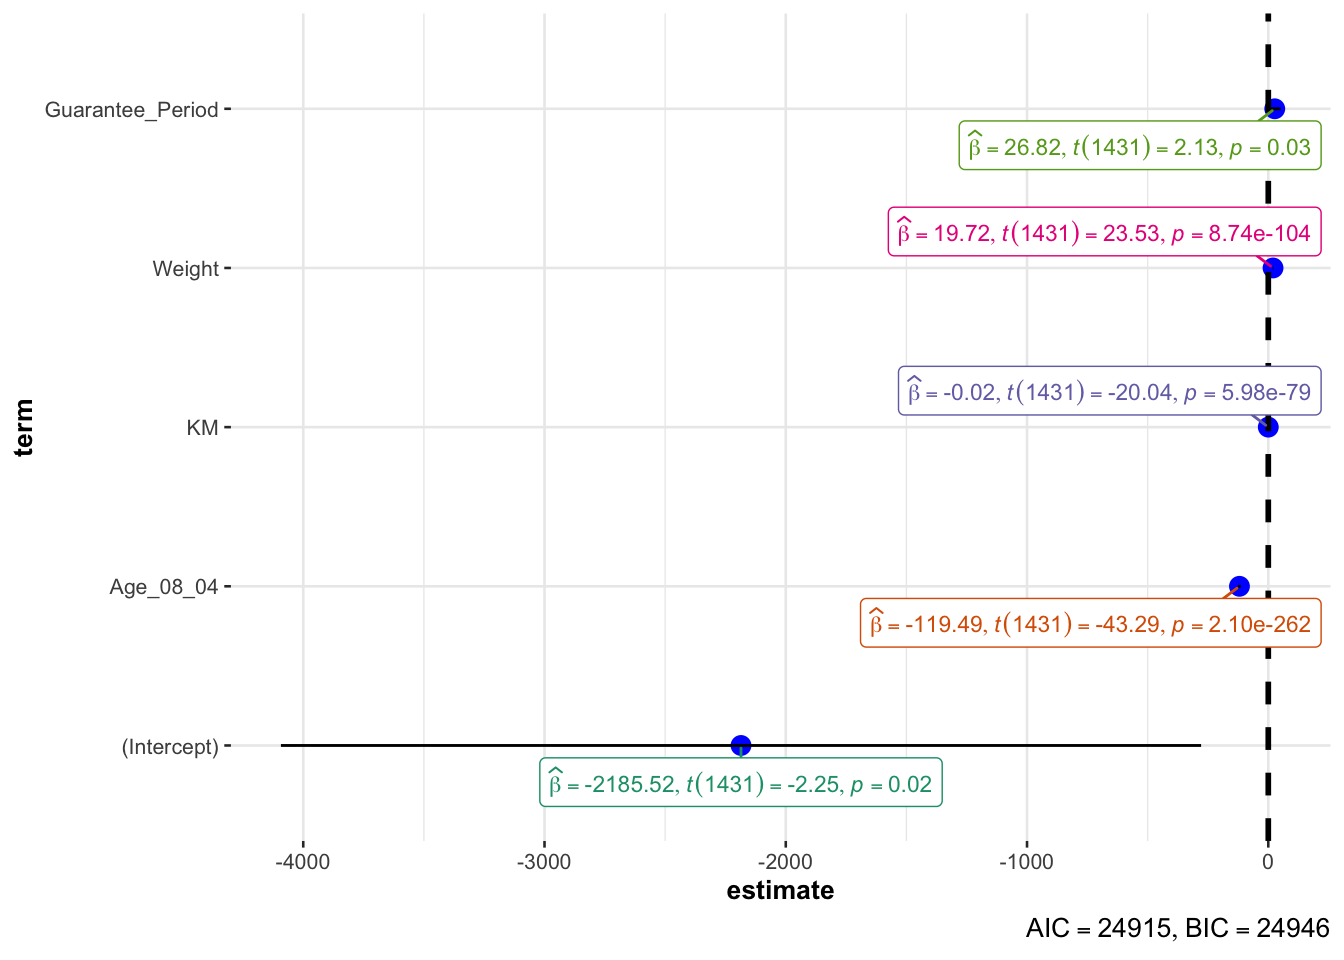 Guarantee_Period
β̂ = 26.82, t(1431) = 2.13, p = 0.03
β̂ = 19.72, t(1431) = 23.53, p = 8.74e-104
Weight
β̂ = -0.02, t(1431) = -20.04, p = 5.98e-79
term
KM
Age_08_04
β̂ = -119.49, t(1431) = -43.29, p = 2.10e-262
(Intercept)
β̂ = -2185.52, t(1431) = -2.25, p = 0.02
-4000 -3000 -2000 -1000 0
estimate
AIC = 24915, BIC = 24946